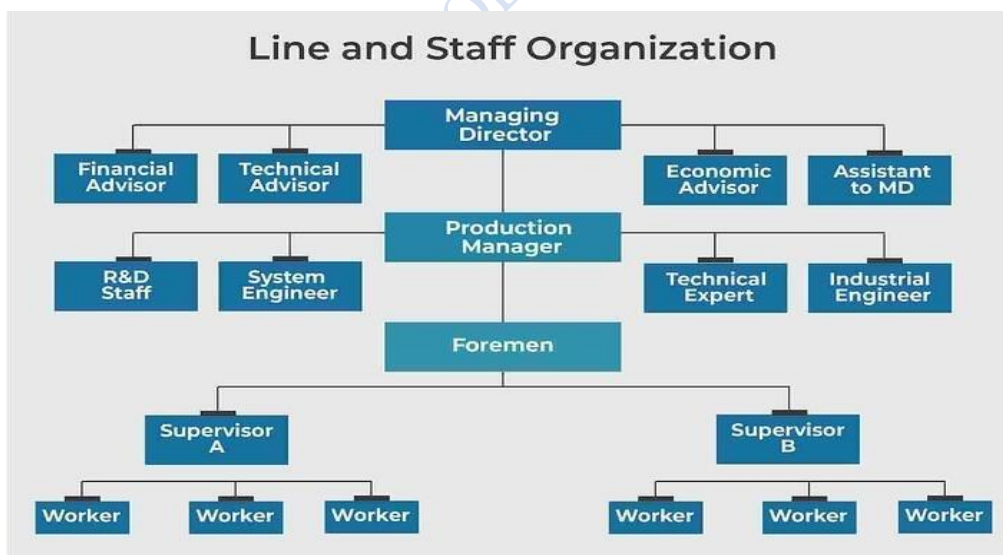 Line and Staff Organization
Managing
Director
Financial
Advisor
Technical
Advisor
Economic
Advisor
Assistant
to MD
Production
Manager
R&D
Staff
System
Engineer
Technical
Expert
Industrial
Engineer
Foremen
Supervisor
A
Supervisor
B
Worker
Worker
Worker
Worker
Worker
Worker